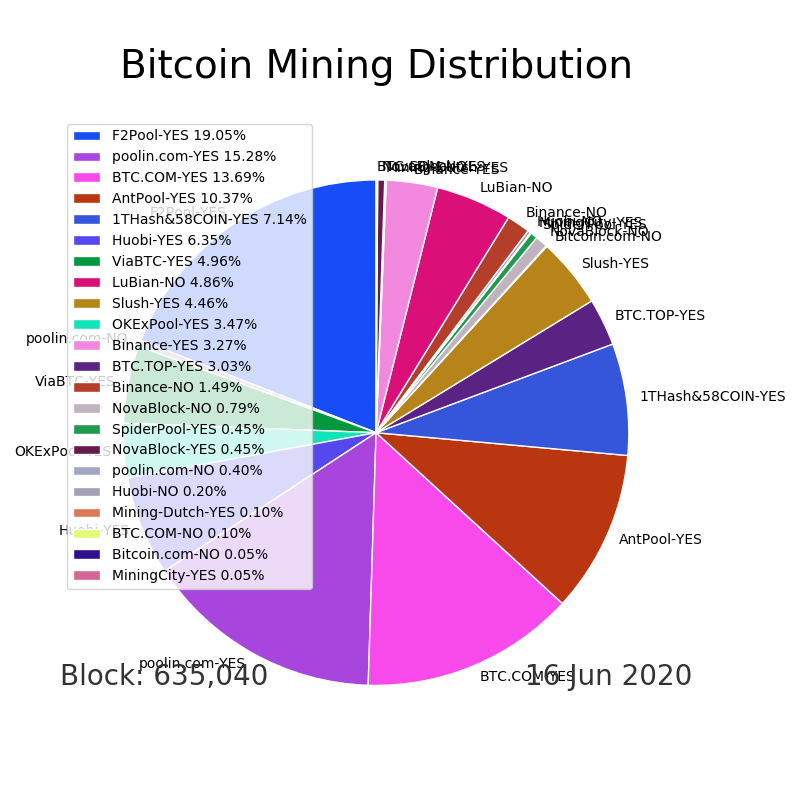 Bitcoin Mining Distribution
F2Pool-YES 19.05%
poolin.com-YES 15.28%
BTC.COM-YES 13.69%
AntPool-YES 10.37%
1THash&58COIN-YES 7.14%
Huobi-YES 6.35%
ViaBTC-YES 4.96%
LuBian-NO 4.86%
Slush-YES 4.46%
OKExPool-YES 3.47%
Binance-YES 3.27%
BTC.TOP-YES 3.03%
Binance-NO 1.49%
NovaBlock-NO 0.79%
SpiderPool-YES 0.45%
NovaBlock-YES 0.45%
poolin.com-NO 0.40%
Huobi-NO 0.20%
Mining-Dutch-YES 0.10%
BTC.COM-NO 0.10%
Bitcoin.com-NO 0.05%
MiningCity-YES 0.05%
Binance-YES
LuBian-NO
Binance-NO
SpiderPool-YES
NovaBlock-NO
Bitcoin.com-NO
Slush-YES
BTC.TOP-YES
1THash&58COIN-YES
AntPool-YES
BTC.COM-YES
poolin.com-YES
Huobi-YES
OKExPool-YES
ViaBTC-YES
poolin.com-NO
F2Pool-YES
Block: 635,040
16 Jun 2020